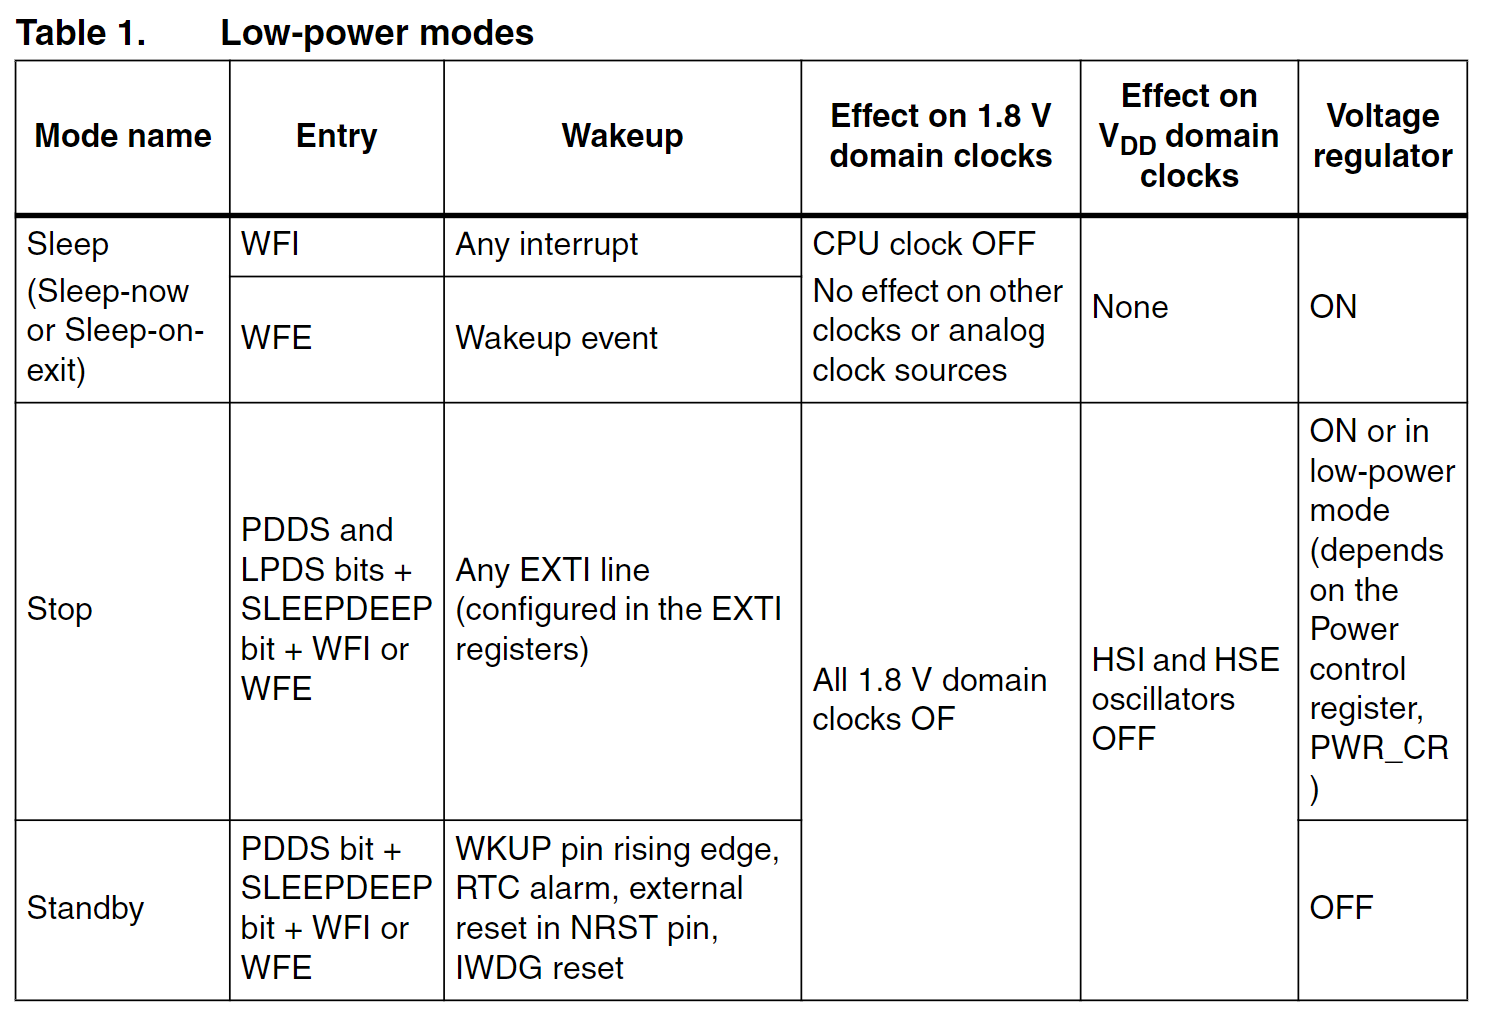 Table 1. Low-power modes
Mode name
Entry
Wakeup
Effect on 1.8 V
domain clocks
Effect on
VDD domain
clocks
Voltage
regulator
Sleep
(Sleep-now
or Sleep-on-
exit)
WFI
Any interrupt
WFE
Wakeup event
CPU clock OFF
No effect on other
clocks or analog
clock sources
None
ON
Stop
PDDS and
LPDS bits +
SLEEPDEEP
bit + WFI or
WFE
Any EXTI line
(configured in the EXTI
registers)
All 1.8 V domain
clocks OF
HSI and HSE
oscillators
OFF
ON or in
low-power
mode
(depends
on the
Power
control
register,
PWR_CR
)
Standby
PDDS bit +
SLEEPDEEP
bit + WFI or
WFE
WKUP pin rising edge,
RTC alarm, external
reset in NRST pin,
IWDG reset
OFF